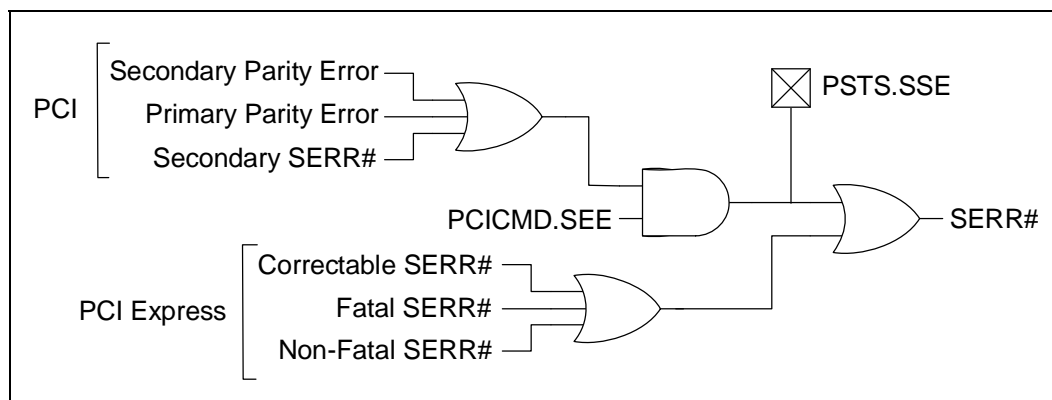 Secondary Parity Error
PCI
Primary Parity Error
Secondary SERR#
PSTS.SSE
PCICMD.SEE
SERR#
Correctable SERR#
PCI Express
Fatal SERR#
Non-Fatal SERR#